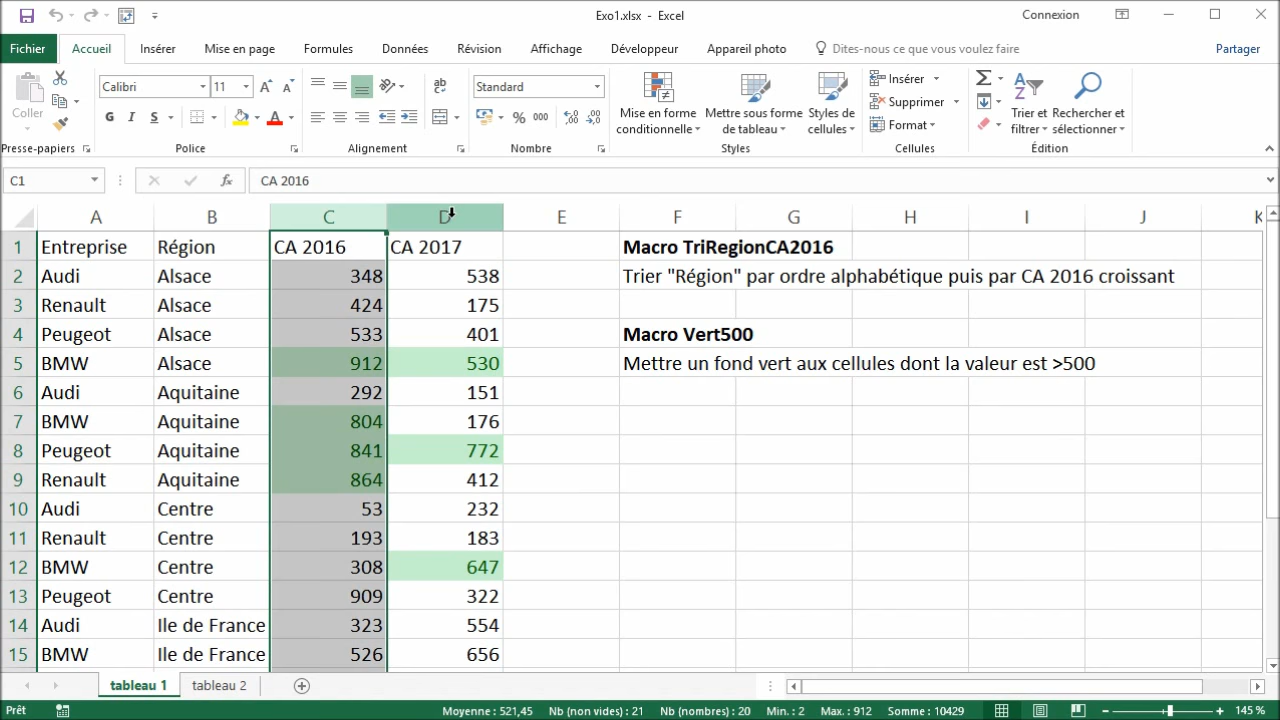 Exo1.xlsx - Excel
Connexion
Fichier Accueil Insérer Mise en page Formules Données Révision Affichage Développeur Appareil photo Dites-nous ce que vous voulez faire Partager
Coller
Presse-papiers
Calibri 11
G I S
Police
Alignement
Standard
% 000
Nombre
Mise en forme conditionnelle
Mettre sous forme de tableau
Styles de cellules
Styles
Insérer
Supprimer
Format
Cellules
Trier et filtrer
Rechercher et sélectionner
Édition
C1 fx CA 2016
A B C D E F G H I J K
1 Entreprise Région CA 2016 CA 2017 Macro TriRegionCA2016
2 Audi Alsace 348 538 Trier "Région" par ordre alphabétique puis par CA 2016 croissant
3 Renault Alsace 424 175
4 Peugeot Alsace 533 401 Macro Vert500
5 BMW Alsace 912 530 Mettre un fond vert aux cellules dont la valeur est >500
6 Audi Aquitaine 292 151
7 BMW Aquitaine 804 176
8 Peugeot Aquitaine 841 772
9 Renault Aquitaine 864 412
10 Audi Centre 53 232
11 Renault Centre 193 183
12 BMW Centre 308 647
13 Peugeot Centre 909 322
14 Audi Ile de France 323 554
15 BMW Ile de France 526 656
tableau 1 tableau 2
Prêt Moyenne : 521,45 Nb (non vides) : 21 Nb (nombres) : 20 Min. : 2 Max. : 912 Somme : 10429 145 %